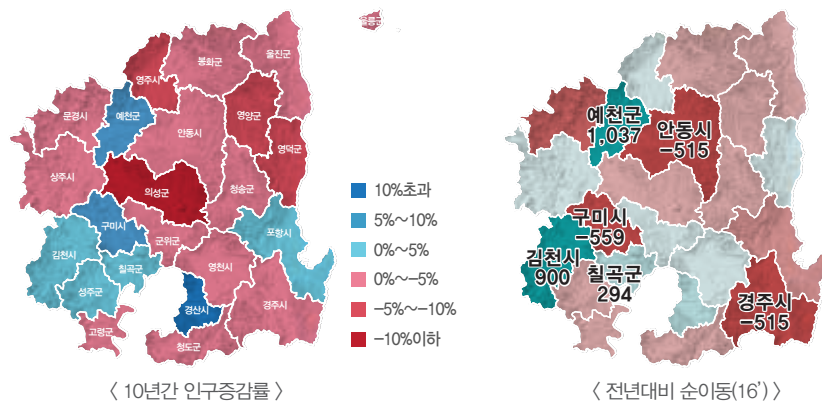 울릉군
울진군
봉화군
영주시
문경시
예천군
안동시
영양군
영덕군
상주시
의성군
청송군
구미시
군위군
포항시
김천시
칠곡군
영천시
성주군
경산시
경주시
고령군
청도군
10%초과
5%~10%
0%~5%
0%~-5%
-5%~-10%
-10%이하
〈 10년간 인구증감률 〉
예천군
1,037
안동시
-515
구미시
-559
김천시
900
칠곡군
294
경주시
-515
〈 전년대비 순이동(16') 〉